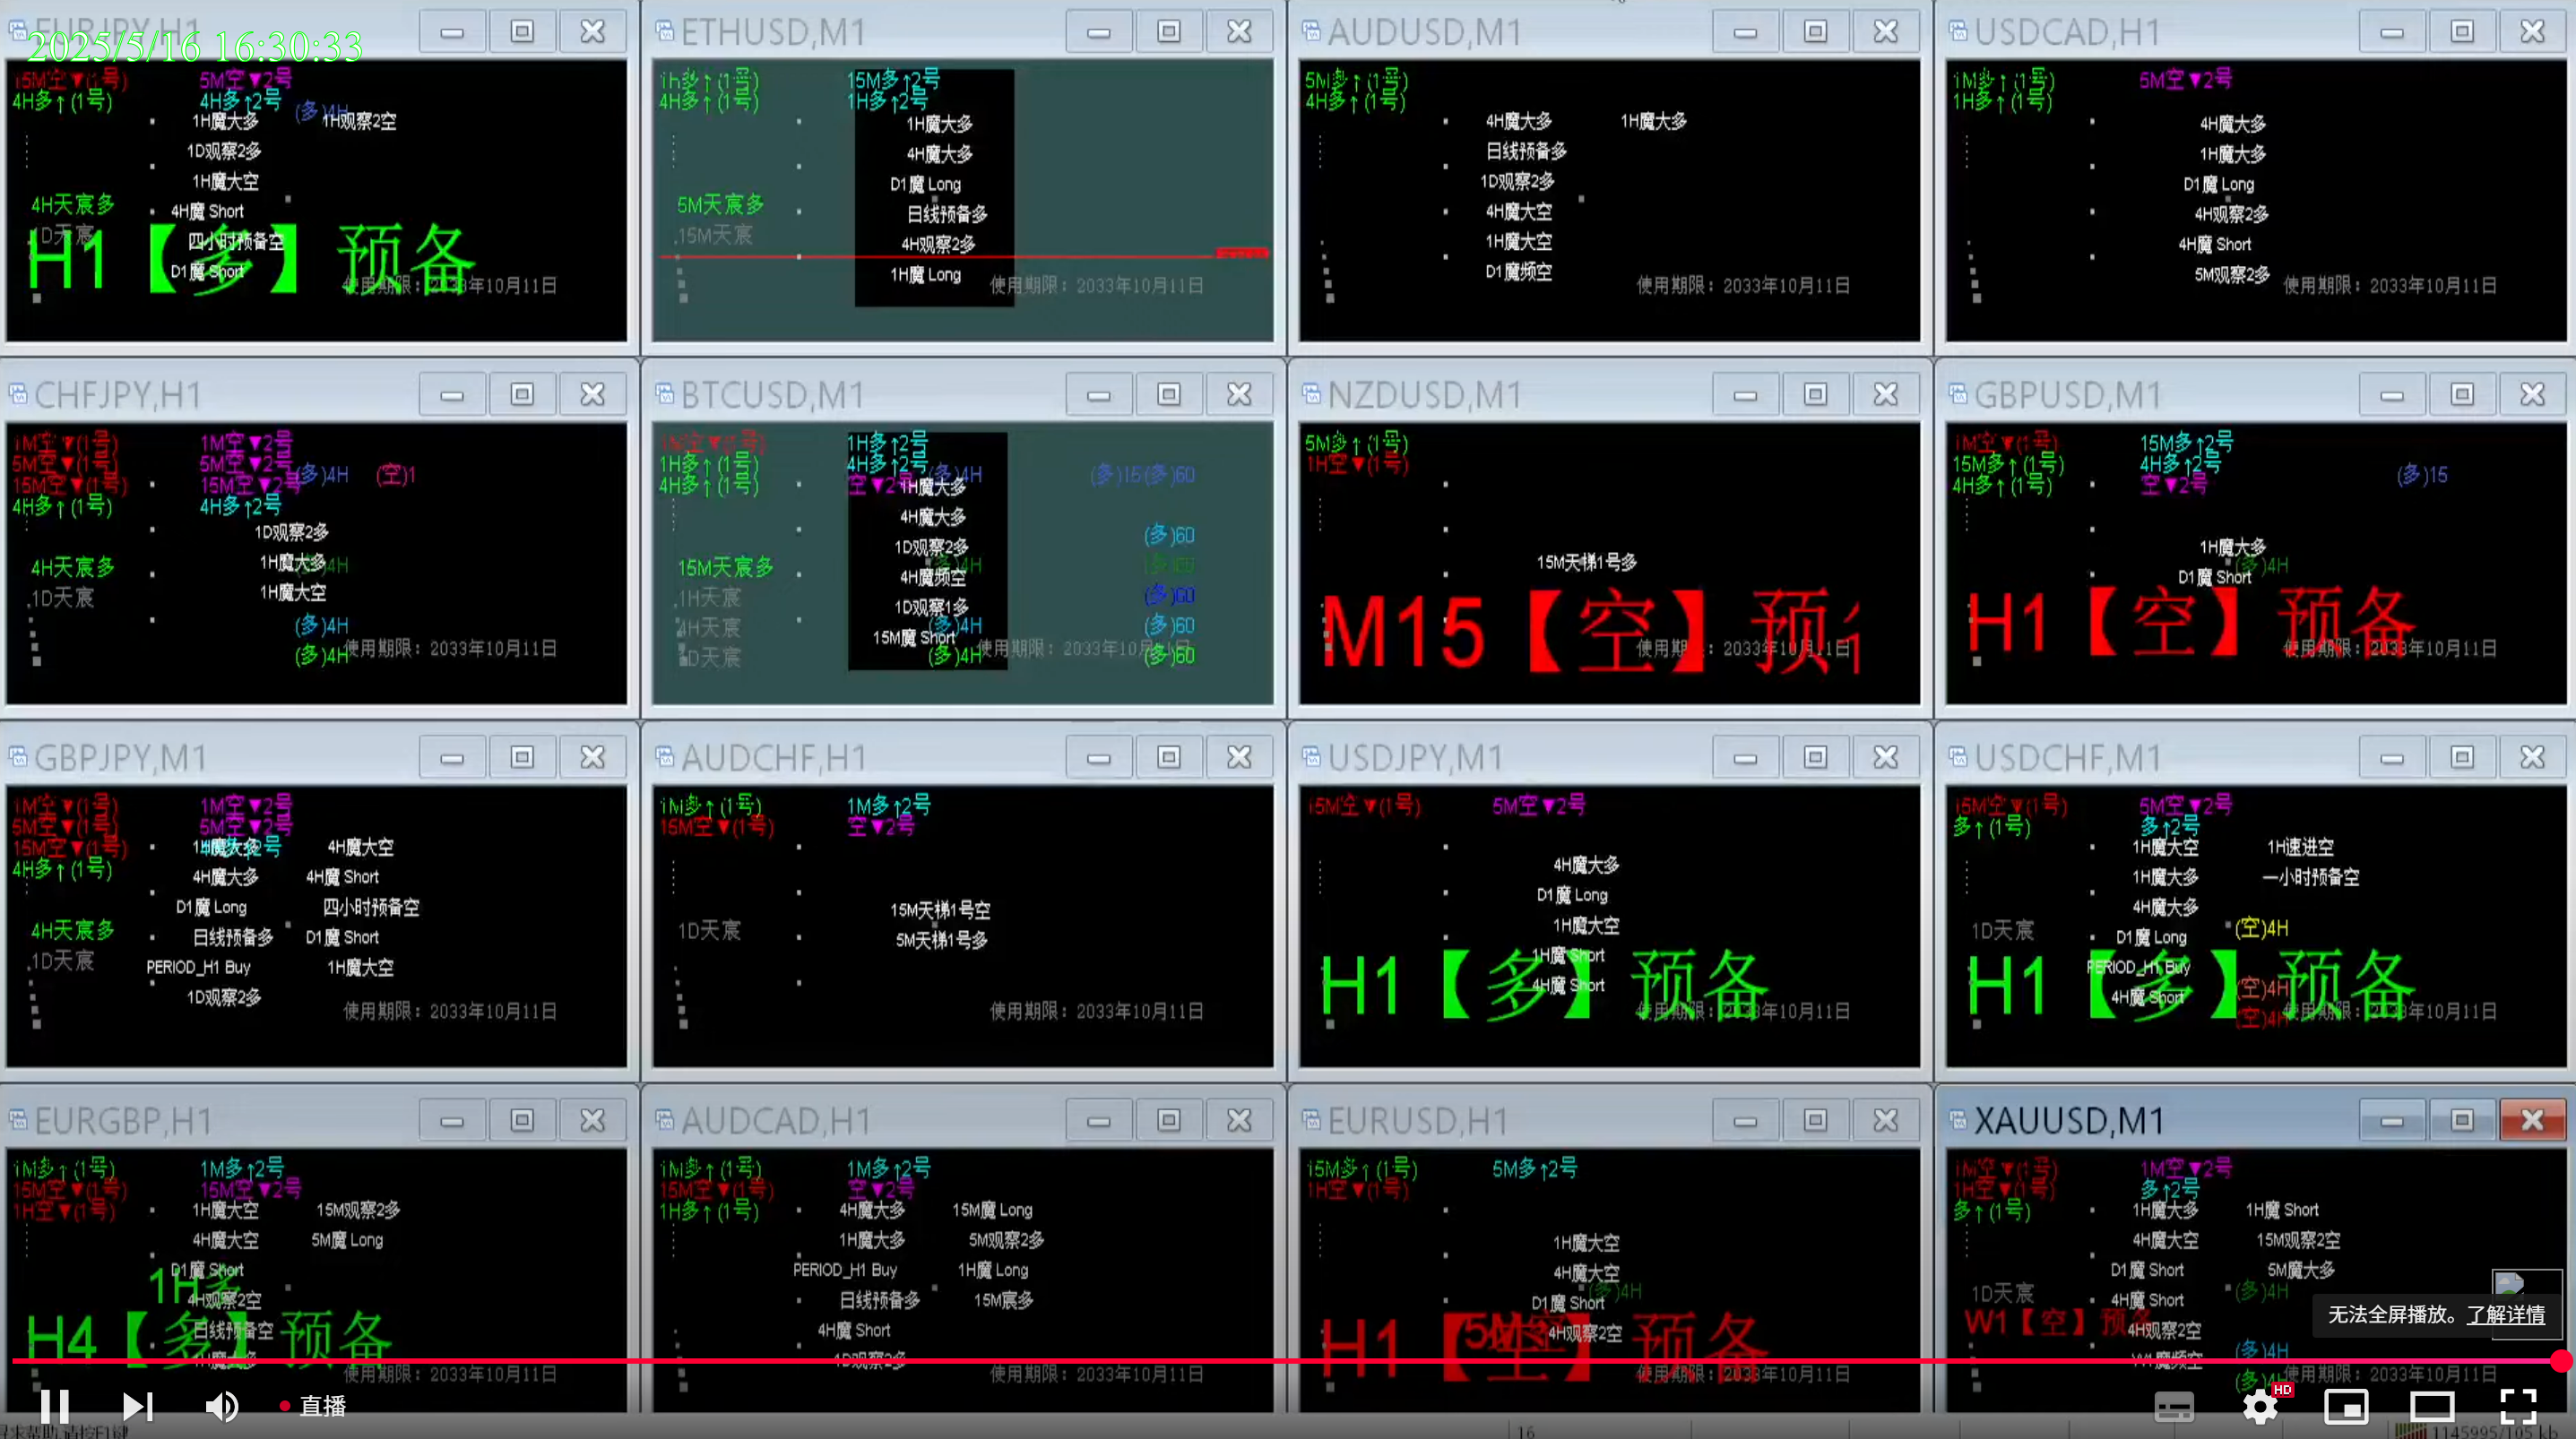 EURJPY,H1
2025/5/16 16:30:33
15M空▼(1号) 5M空▼2号
4H多↑(1号) 4H多↑2号 (多)4H
1H魔大多 1H观察2空
1D观察2多
1H魔大空
4H天宸多 4H魔 Short
1D天宸 四小时预备空
H1【多】预备
D1魔 Short
使用期限：2033年10月11日
ETHUSD,M1
1H多↑(1号) 15M多↑2号
4H多↑(1号) 1H多↑2号
1H魔大多
4H魔大多
D1魔 Long
5M天宸多 日线预备多
15M天宸 4H观察2多
1H魔 Long
使用期限：2033年10月11日
AUDUSD,M1
5M多↑(1号)
4H多↑(1号)
4H魔大多 1H魔大多
日线预备多
1D观察2多
4H魔大空
1H魔大空
D1魔频空
使用期限：2033年10月11日
USDCAD,H1
1M多↑(1号) 5M空▼2号
1H多↑(1号)
4H魔大多
1H魔大多
D1魔 Long
4H观察2多
4H魔 Short
5M观察2多
使用期限：2033年10月11日
CHFJPY,H1
1M空▼(1号) 1M空▼2号
5M空▼(1号) 5M空▼2号
15M空▼(1号) 15M空▼2号 (多)4H (空)1
4H多↑(1号) 4H多↑2号
1D观察2多
4H天宸多 1H魔大多 (多)4H
1D天宸 1H魔大空
(多)4H
(多)4H
使用期限：2033年10月11日
BTCUSD,M1
1M空▼(1号) 1H多↑2号
1H多↑(1号) 4H多↑2号
4H多↑(1号) 空▼2号 (多)4H (多)15(多)60
1H魔大多
4H魔大多
1D观察2多 (多)60
15M天宸多 4H魔频空 (多)4H (多)60
1H天宸 1D观察1多 (多)60
4H天宸 15M魔 Short (多)4H (多)60
D天宸 (多)4H (多)60
使用期限：2033年10月11日
NZDUSD,M1
5M多↑(1号)
1H空▼(1号)
15M天梯1号多
M15【空】预
使用期限：2033年10月11日
GBPUSD,M1
1M空▼(1号) 15M多↑2号
15M多↑(1号) 4H多↑2号
4H多↑(1号) 空▼2号 (多)15
1H魔大多
(多)4H
D1魔 Short
H1【空】预备
使用期限：2033年10月11日
GBPJPY,M1
1M空▼(1号) 1M空▼2号
5M空▼(1号) 5M空▼2号
15M空▼(1号) 1H魔大多 4H魔大空
4H多↑(1号) 4H魔大多 4H魔 Short
D1魔 Long 四小时预备空
4H天宸多 日线预备多 D1魔 Short
1D天宸 PERIOD_H1 Buy 1H魔大空
1D观察2多
使用期限：2033年10月11日
AUDCHF,H1
1M多↑(1号) 1M多↑2号
15M空▼(1号) 空▼2号
15M天梯1号空
1D天宸 5M天梯1号多
使用期限：2033年10月11日
USDJPY,M1
15M空▼(1号) 5M空▼2号
4H魔大多
D1魔 Long
1H魔大空
1H魔 Short
4H魔 Short
H1【多】预备
使用期限：2033年10月11日
USDCHF,M1
15M空▼(1号) 5M空▼2号
多↑(1号) 多↑2号
1H魔大空 1H速进空
1H魔大多 一小时预备空
4H魔大多
1D天宸 D1魔 Long (空)4H
PERIOD_H1 Buy
H1【多】预备
4H魔 Short (空)4H
(空)4H
使用期限：2033年10月11日
EURGBP,H1
1M多↑(1号) 1M多↑2号
15M空▼(1号) 15M空▼2号
1H空▼(1号) 1H魔大空 15M观察2多
4H魔大空 5M魔 Long
D1魔 Short
1H多
4H观察2空
日线预备空
H4【多】预备
1H魔大多
使用期限：2033年10月11日
AUDCAD,H1
1M多↑(1号) 1M多↑2号
15M空▼(1号) 空▼2号
1H多↑(1号) 4H魔大多 15M魔 Long
1H魔大多 5M观察2多
PERIOD_H1 Buy 1H魔 Long
日线预备多 15M宸多
4H魔 Short
1D观察2多
使用期限：2033年10月11日
EURUSD,H1
15M多↑(1号) 5M多↑2号
1H空▼(1号)
1H魔大空
4H魔大空
(多)4H
D1魔 Short
4H观察2空
H1【空】预备
使用期限：2033年10月11日
XAUUSD,M1
1M空▼(1号) 1M空▼2号
1H空▼(1号) 多↑2号
多↑(1号) 1H魔大多 1H魔 Short
4H魔大空 15M观察2空
D1魔 Short 5M魔大多
1D天宸 4H魔 Short (多)4H
W1【空】预备
4H观察2空
(多)4H
使用期限：2033年10月11日
无法全屏播放。了解详情
直播
HD
16
1145995/105 kb